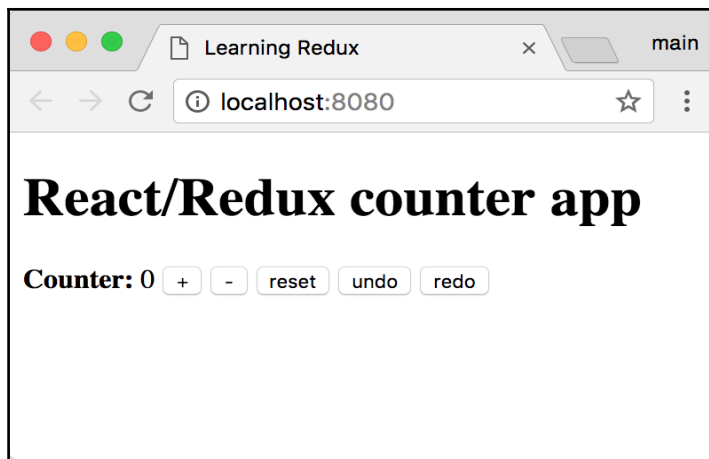 Learning Redux
main
localhost:8080
React/Redux counter app
Counter: 0 + - reset undo redo